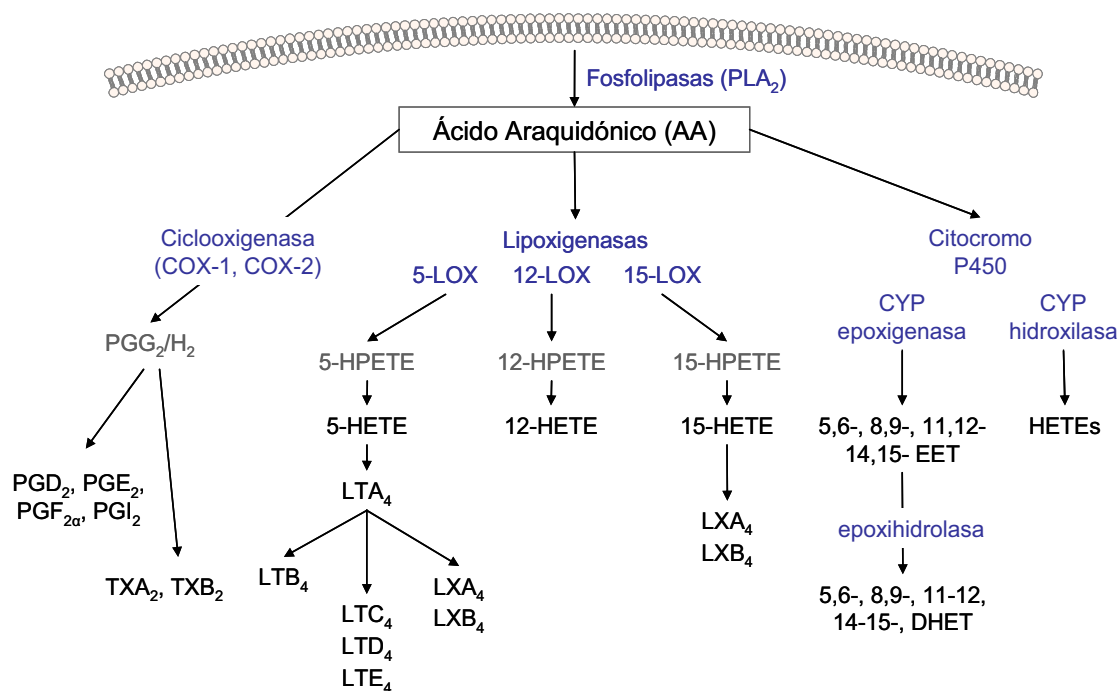 Fosfolipasas (PLA₂)
Ácido Araquidónico (AA)
Ciclooxigenasa
(COX-1, COX-2)
PGG₂/H₂
PGD₂, PGE₂,
PGF₂α, PGI₂
TXA₂, TXB₂
Lipoxigenasas
5-LOX 12-LOX 15-LOX
5-HPETE 12-HPETE 15-HPETE
5-HETE 12-HETE 15-HETE
LTA₄
LTB₄
LTC₄
LTD₄
LTE₄
LXA₄
LXB₄
LXA₄
LXB₄
Citocromo
P450
CYP
epoxigenasa
CYP
hidroxilasa
5,6-, 8,9-, 11,12-
14,15- EET
HETEs
epoxihidrolasa
5,6-, 8,9-, 11-12,
14-15-, DHET